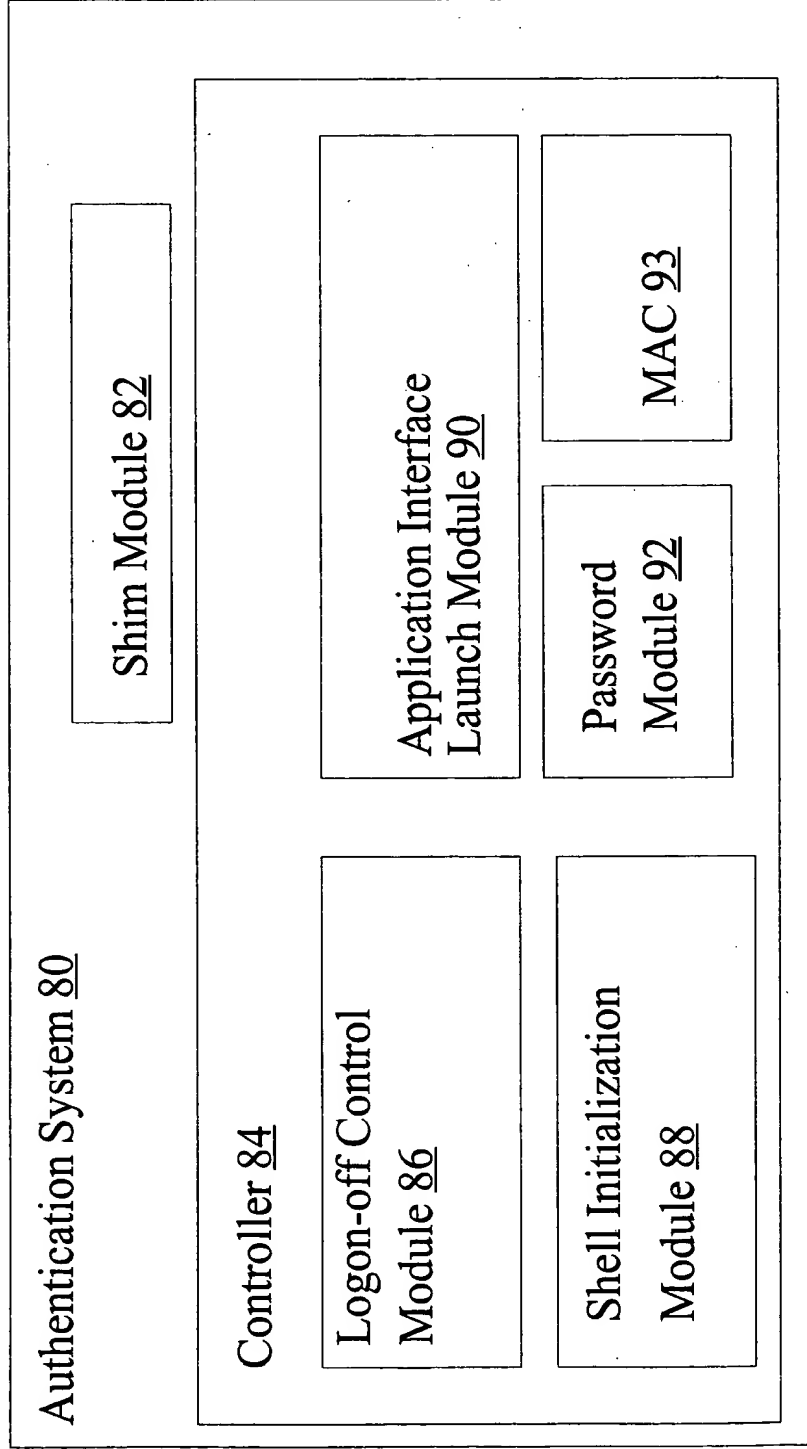 Authentication System 80
Shim Module 82
Controller 84
Logon-off Control
Module 86
Application Interface
Launch Module 90
Shell Initialization
Module 88
Password
Module 92
MAC 93